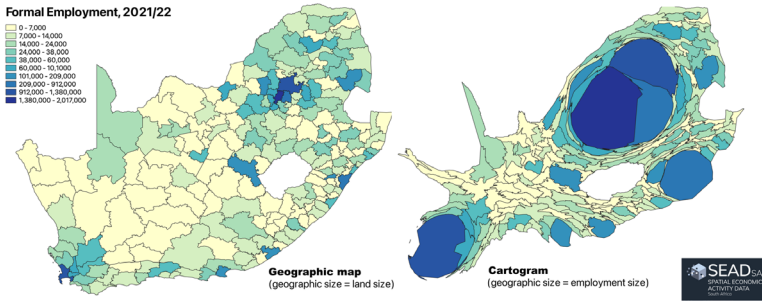 Formal Employment, 2021/22
0 - 7,000
7,000 - 14,000
14,000 - 24,000
24,000 - 38,000
38,000 - 60,000
60,000 - 10,1000
101,000 - 209,000
209,000 - 912,000
912,000 - 1,380,000
1,380,000 - 2,017,000
Geographic map
(geographic size = land size)
Cartogram
(geographic size = employment size)
SEAD SA
SPATIAL ECONOMIC
ACTIVITY DATA
South Africa